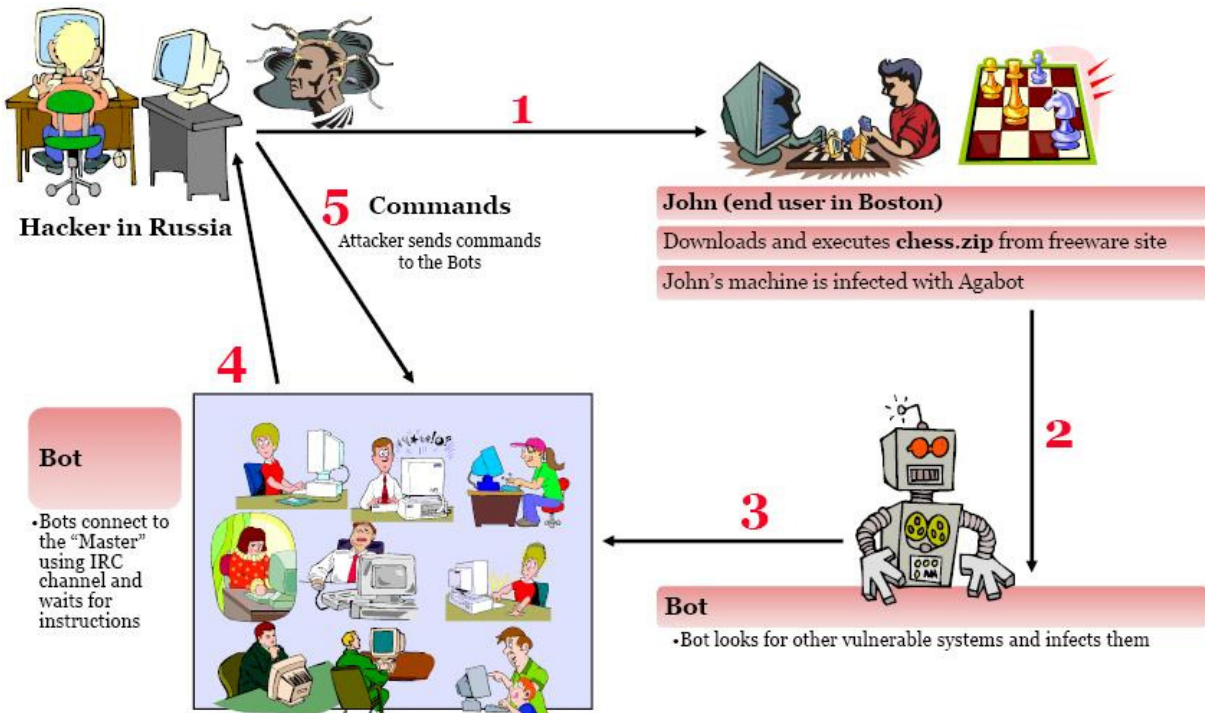 1
Hacker in Russia
5 Commands
Attacker sends commands
to the Bots
John (end user in Boston)
Downloads and executes chess.zip from freeware site
John’s machine is infected with Agabot
4
2
Bot
•Bots connect to
the “Master”
using IRC
channel and
waits for
instructions
3
Bot
•Bot looks for other vulnerable systems and infects them